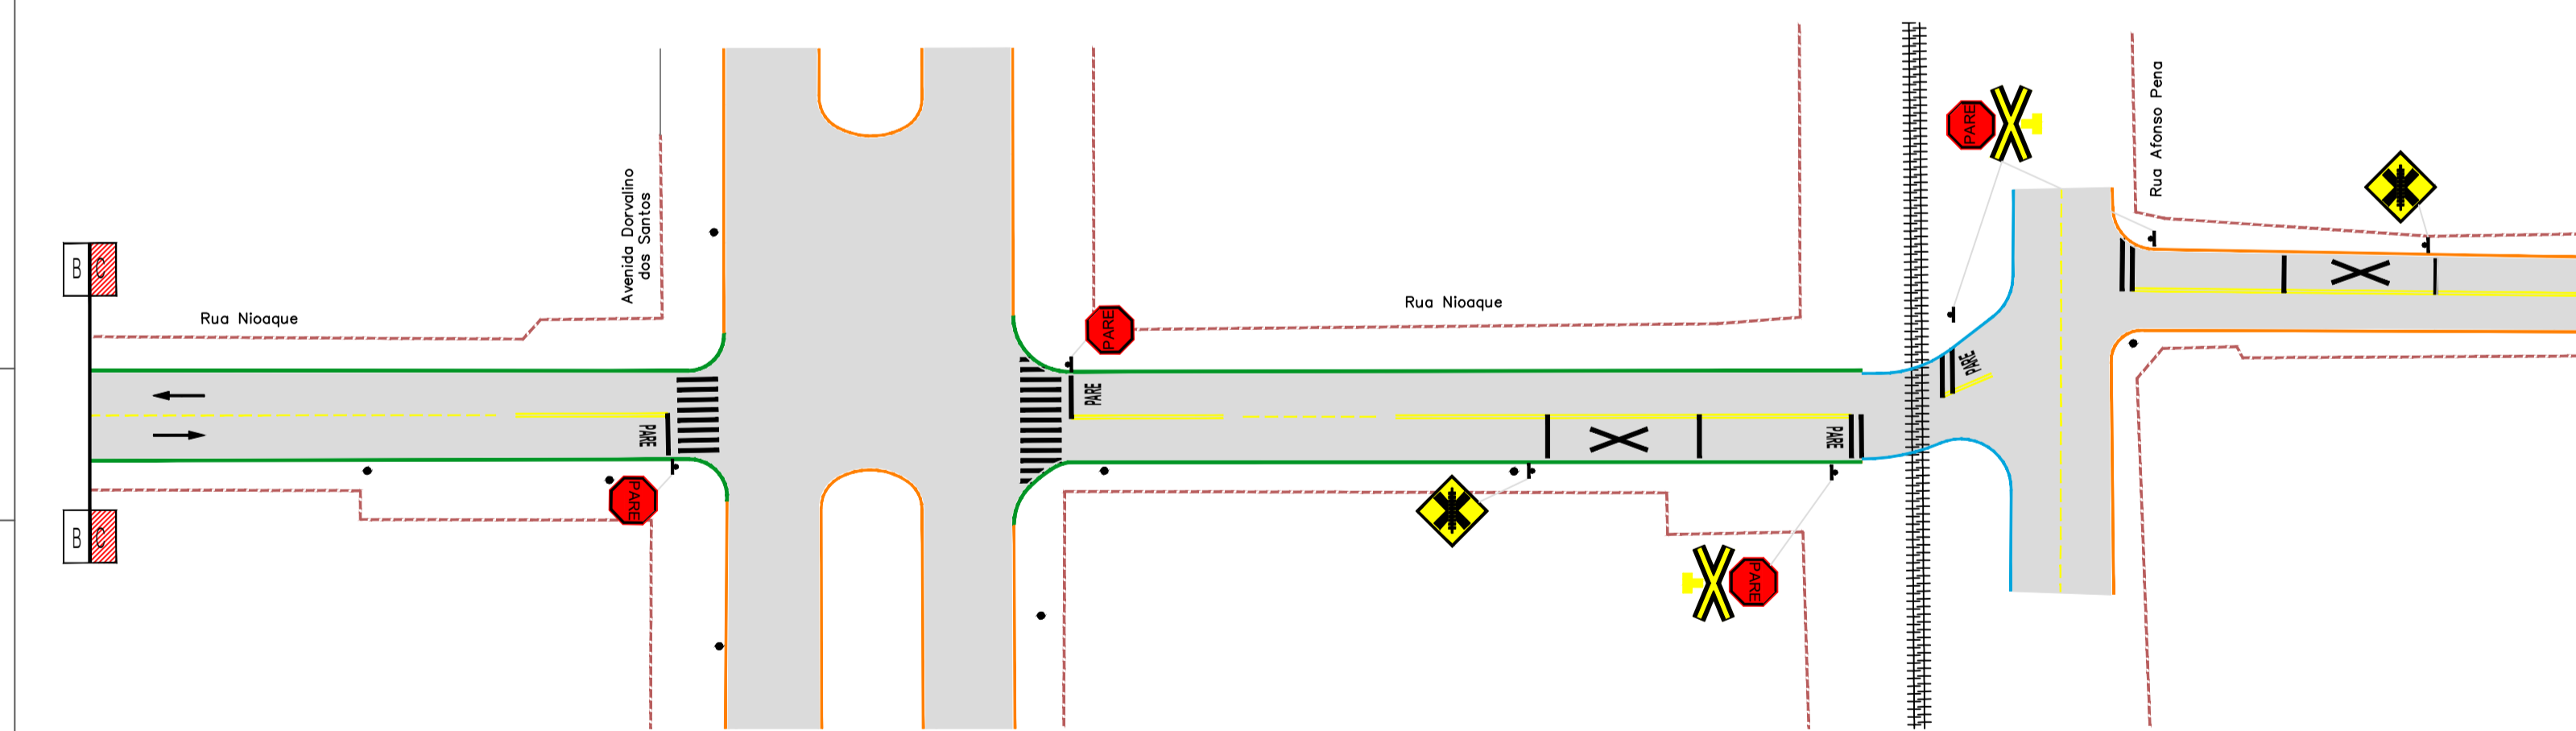 Avenida Dorvalino
dos Santos
Rua Nioaque
B C
B C
PARE
PARE
PARE
PARE
Rua Nioaque
PARE
PARE
PARE
PARE
Rua Afonso Pena